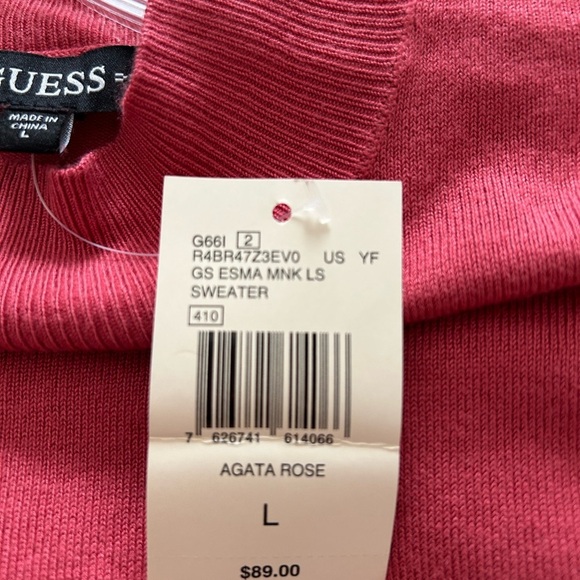 GUESS
MADE IN
CHINA
L
G66I 2
R4BR47Z3EV0 US YF
GS ESMA MNK LS
SWEATER
410
7 626741 614066
AGATA ROSE
L
$89.00